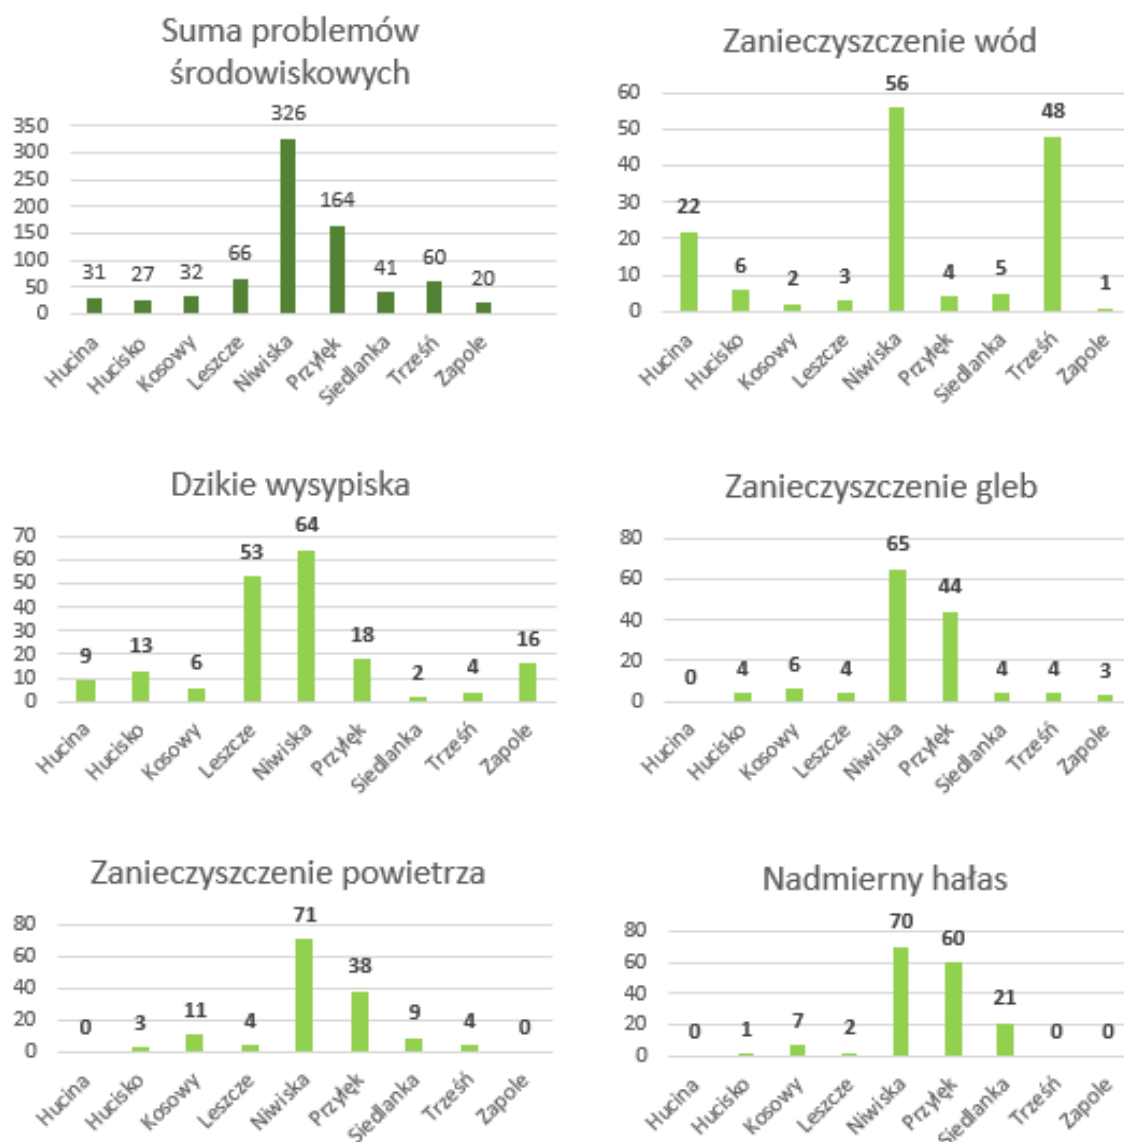 Suma problemów
środowiskowych
326
350
300
250
200
164
150
100
66
60
31
27
32
41
20
50
0
Hucina
Hucisko
Kosowy
Leszcze
Niwiska
Przyłęk
Siedlanka
Trześń
Zapole
Zanieczyszczenie wód
60
56
50
48
40
30
22
20
10
6
2
3
4
5
1
0
Hucina
Hucisko
Kosowy
Leszcze
Niwiska
Przyłęk
Siedlanka
Trześń
Zapole
Dzikie wysypiska
70
64
60
53
50
40
30
20
18
16
9
13
6
2
4
10
0
Hucina
Hucisko
Kosowy
Leszcze
Niwiska
Przyłęk
Siedlanka
Trześń
Zapole
Zanieczyszczenie gleb
80
65
60
44
40
20
0
4
6
4
4
4
3
0
Hucina
Hucisko
Kosowy
Leszcze
Niwiska
Przyłęk
Siedlanka
Trześń
Zapole
Zanieczyszczenie powietrza
80
71
60
38
40
20
0
3
11
4
9
4
0
0
Hucina
Hucisko
Kosowy
Leszcze
Niwiska
Przyłęk
Siedlanka
Trześń
Zapole
Nadmierny hałas
80
70
60
60
40
21
20
0
1
7
2
0
0
0
Hucina
Hucisko
Kosowy
Leszcze
Niwiska
Przyłęk
Siedlanka
Trześń
Zapole